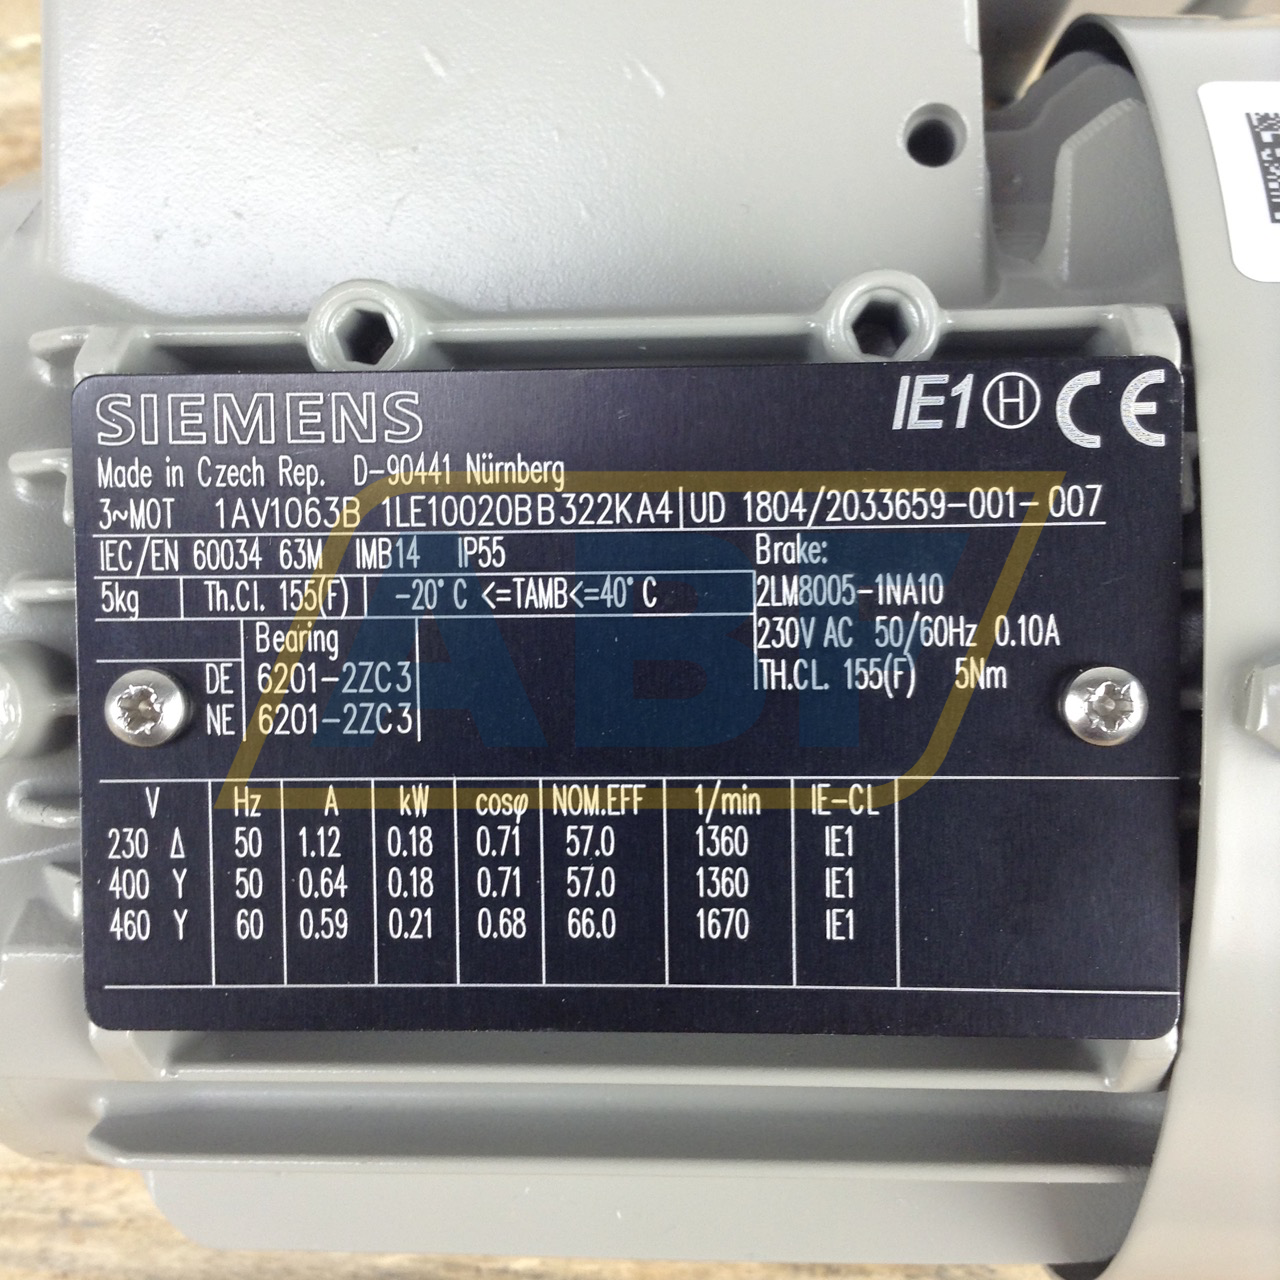 SIEMENS
IE1 H CE
Made in Czech Rep. D-90441 Nürnberg
3~MOT 1AV1063B 1LE10020BB322KA4 UD 1804/2033659-001-007
IEC/EN 60034 63M IMB14 IP55
5kg Th.Cl. 155(F) -20°C <=TAMB<=40°C
Brake:
2LM8005-1NA10
230V AC 50/60Hz 0.10A
TH.CL. 155(F) 5Nm
Bearing
DE 6201-2ZC3
NE 6201-2ZC3
V Hz A kW cosφ NOM.EFF 1/min IE-CL
230 Δ 50 1.12 0.18 0.71 57.0 1360 IE1
400 Y 50 0.64 0.18 0.71 57.0 1360 IE1
460 Y 60 0.59 0.21 0.68 66.0 1670 IE1
ABI